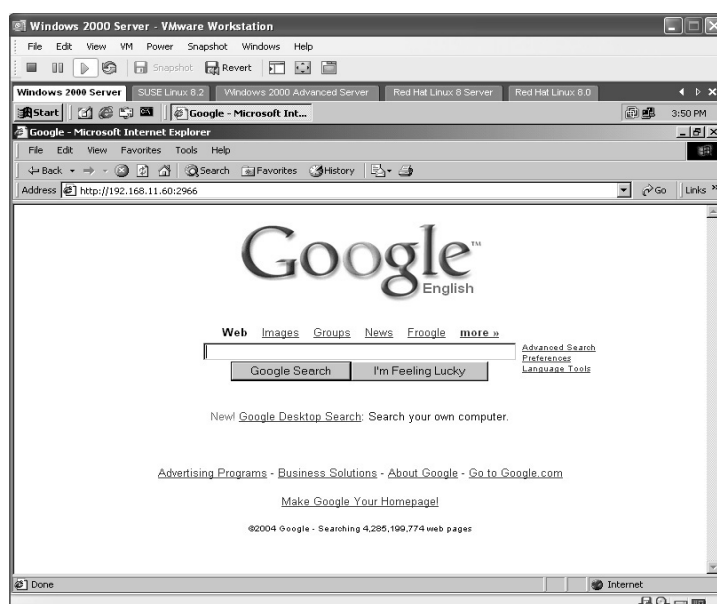 Windows 2000 Server - VMware Workstation
File Edit View VM Power Snapshot Windows Help
Snapshot Revert
Windows 2000 Server SUSE Linux 8.2 Windows 2000 Advanced Server Red Hat Linux 8 Server Red Hat Linux 8.0
Start Google - Microsoft Int... 3:50 PM
Google - Microsoft Internet Explorer
File Edit View Favorites Tools Help
Back Search Favorites History
Address http://192.168.11.60:2966 Go Links »
Google™
English
Web Images Groups News Froogle more »
Advanced Search
Preferences
Language Tools
Google Search I'm Feeling Lucky
New! Google Desktop Search: Search your own computer.
Advertising Programs - Business Solutions - About Google - Go to Google.com
Make Google Your Homepage!
©2004 Google - Searching 4,285,199,774 web pages
Done Internet